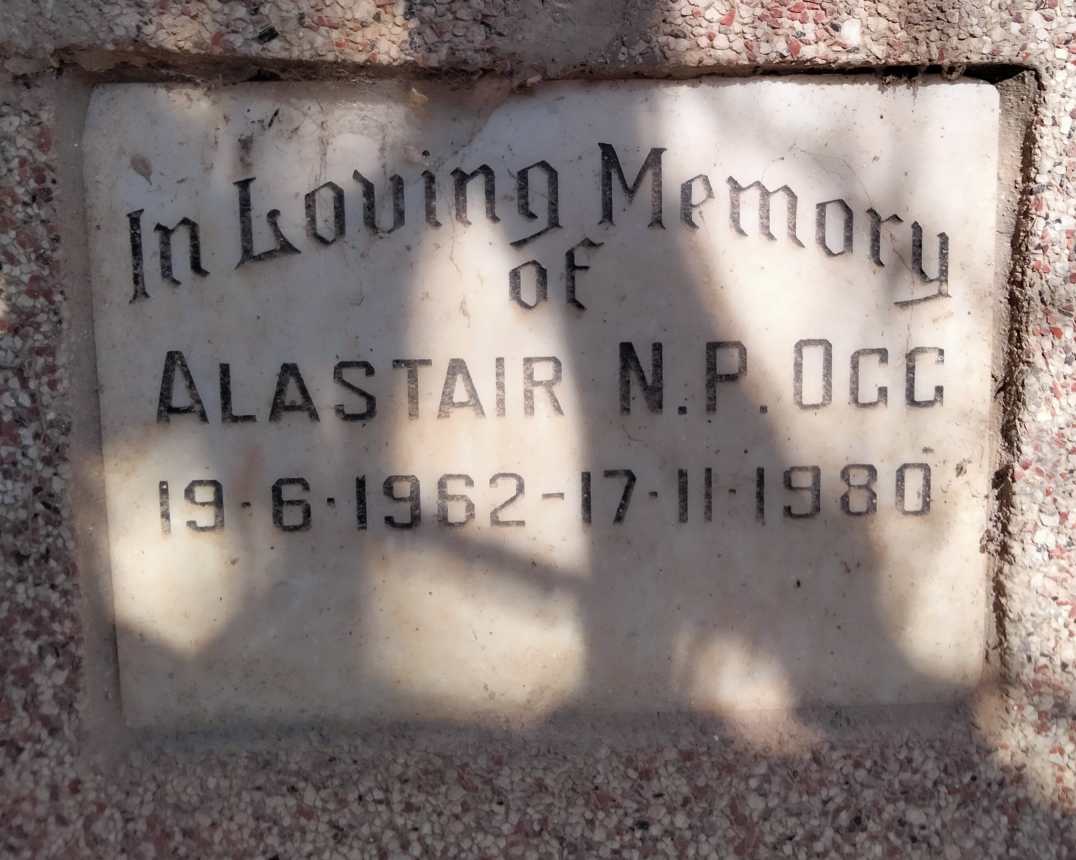 In Loving Memory
of
ALASTAIR N.P. OCC
19·6·1962-17·11·1980